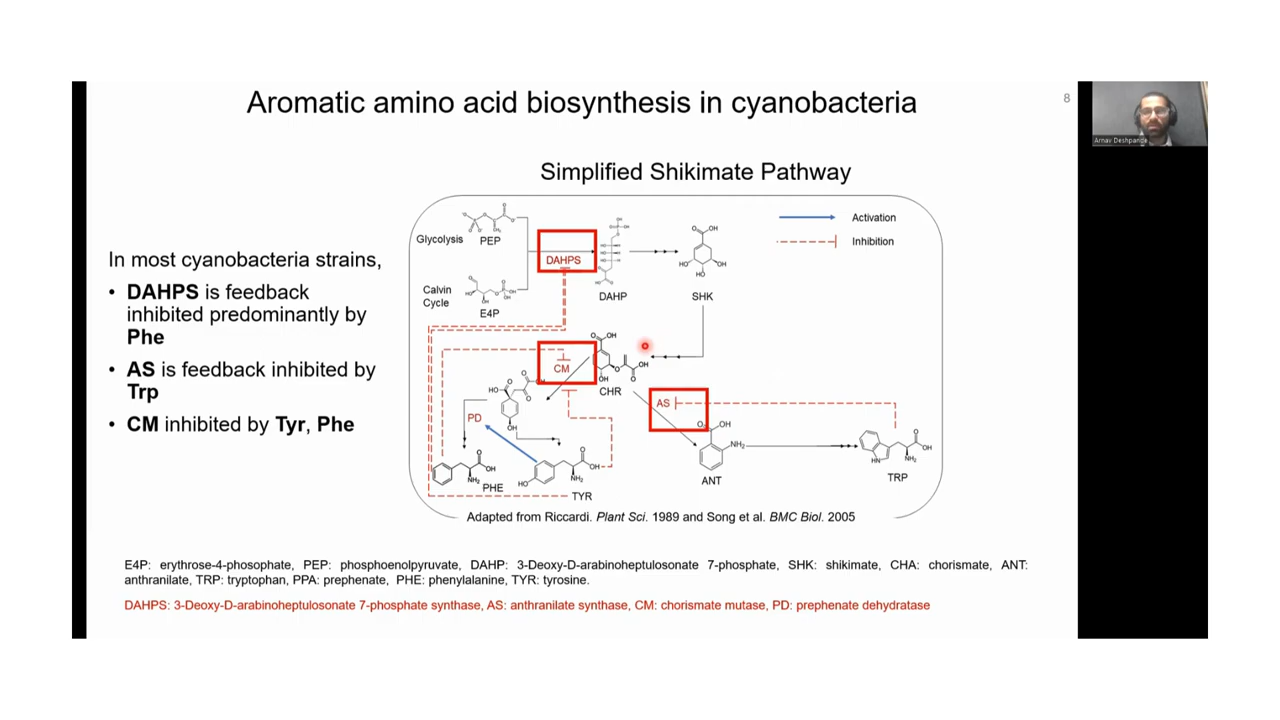 Aromatic amino acid biosynthesis in cyanobacteria
8
Arnav Deshpande
Simplified Shikimate Pathway
In most cyanobacteria strains,
• DAHPS is feedback
inhibited predominantly by
Phe
• AS is feedback inhibited by
Trp
• CM inhibited by Tyr, Phe
Glycolysis
PEP
Calvin
Cycle
E4P
DAHPS
DAHP
SHK
Activation
Inhibition
CM
CHR
AS
PD
PHE
TYR
ANT
TRP
Adapted from Riccardi. Plant Sci. 1989 and Song et al. BMC Biol. 2005
E4P: erythrose-4-phosophate, PEP: phosphoenolpyruvate, DAHP: 3-Deoxy-D-arabinoheptulosonate 7-phosphate, SHK: shikimate, CHA: chorismate, ANT:
anthranilate, TRP: tryptophan, PPA: prephenate, PHE: phenylalanine, TYR: tyrosine.
DAHPS: 3-Deoxy-D-arabinoheptulosonate 7-phosphate synthase, AS: anthranilate synthase, CM: chorismate mutase, PD: prephenate dehydratase